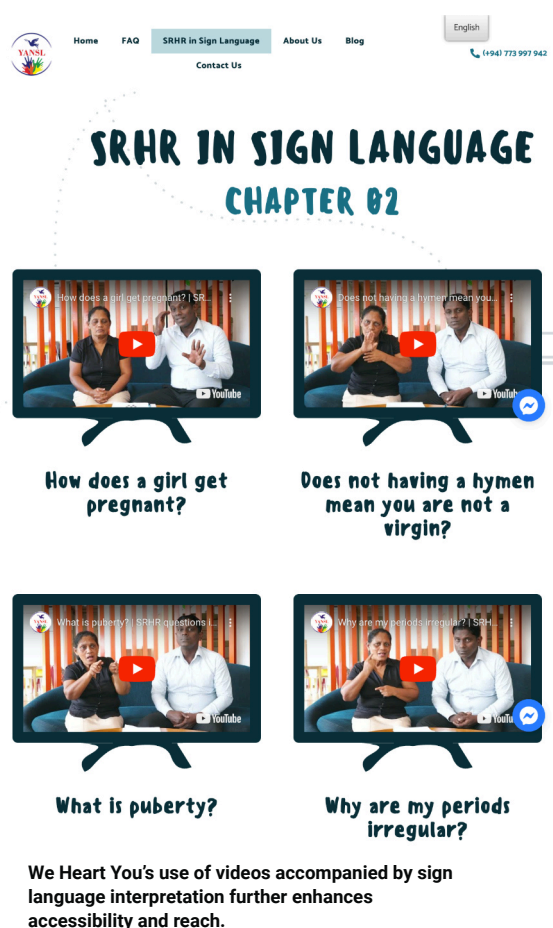 English
Home FAQ SRHR in Sign Language About Us Blog
(+94) 773 997 942
YANSL
Contact Us
SRHR IN SIGN LANGUAGE
CHAPTER 02
How does a girl get pregnant? | SR...
YouTube
Does not having a hymen mean you...
YouTub
How does a girl get
pregnant?
Does not having a hymen
mean you are not a
virgin?
What is puberty? | SRHR questions i...
YouTube
Why are my periods irregular? | SRH...
YouTu
What is puberty?
Why are my periods
irregular?
We Heart You’s use of videos accompanied by sign
language interpretation further enhances
accessibility and reach.